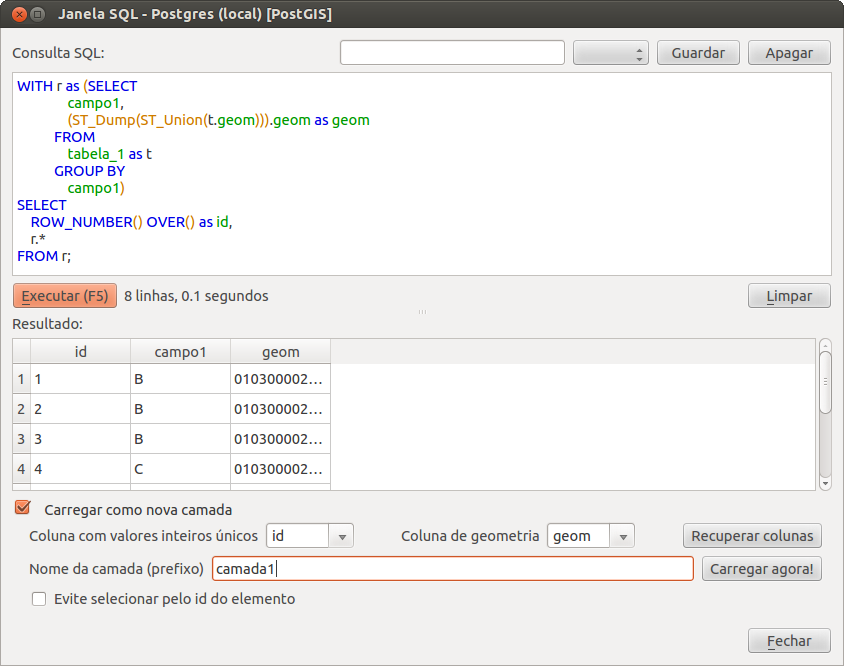 Janela SQL - Postgres (local) [PostGIS]
Consulta SQL:
Guardar
Apagar
WITH r as (SELECT
campo1,
(ST_Dump(ST_Union(t.geom))).geom as geom
FROM
tabela_1 as t
GROUP BY
campo1)
SELECT
ROW_NUMBER() OVER() as id,
r.*
FROM r;
Executar (F5) 8 linhas, 0.1 segundos
Limpar
Resultado:
id campo1 geom
1 1 B 010300002...
2 2 B 010300002...
3 3 B 010300002...
4 4 C 010300002...
Carregar como nova camada
Coluna com valores inteiros únicos id Coluna de geometria geom Recuperar colunas
Nome da camada (prefixo) camada1 Carregar agora!
Evite selecionar pelo id do elemento
Fechar